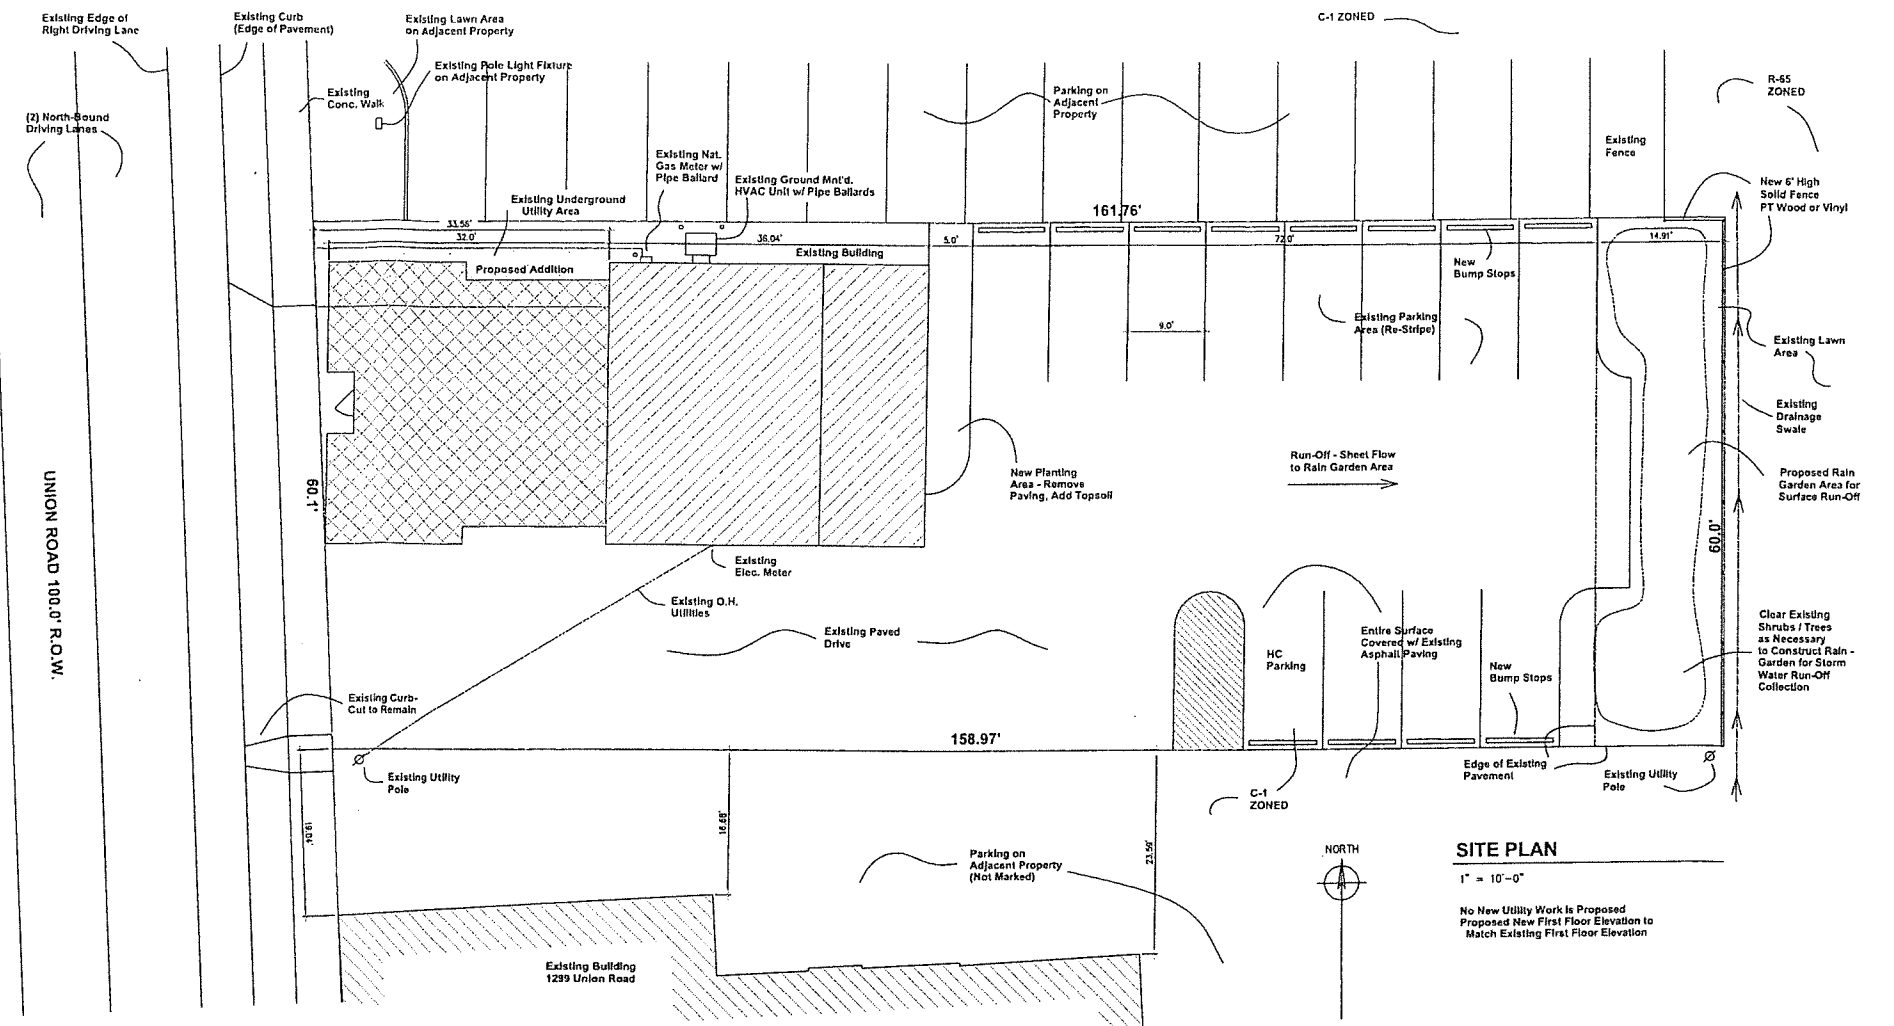 Existing Edge of
Right Driving Lane
Existing Curb
(Edge of Pavement)
Existing Lawn Area
on Adjacent Property
C-1 ZONED
Existing Pole Light Fixture
on Adjacent Property
Existing
Conc. Walk
(2) North-Bound
Driving Lanes
Parking on
Adjacent
Property
R-65
ZONED
Existing
Fence
Existing Nat.
Gas Meter w/
Pipe Ballard
Existing Ground Mnt'd.
HVAC Unit w/ Pipe Ballards
Existing Underground
Utility Area
New 6' High
Solid Fence
PT Wood or Vinyl
161.76'
33.56'
32.0'
36.04'
5.0'
72.0'
14.91'
Existing Building
Proposed Addition
New
Bump Stops
Existing Parking
Area (Re-Stripe)
9.0'
Existing Lawn
Area
Existing
Drainage
Swale
Run-Off - Sheet Flow
to Rain Garden Area
New Planting
Area - Remove
Paving, Add Topsoil
Proposed Rain
Garden Area for
Surface Run-Off
60.1'
60.0'
UNION ROAD 100.0' R.O.W.
Existing
Elec. Meter
Existing O.H.
Utilities
Existing Paved
Drive
HC
Parking
Entire Surface
Covered w/ Existing
Asphalt Paving
New
Bump Stops
Clear Existing
Shrubs / Trees
as Necessary
to Construct Rain -
Garden for Storm
Water Run-Off
Collection
Existing Curb-
Cut to Remain
158.97'
Existing Utility
Pole
Edge of Existing
Pavement
Existing Utility
Pole
C-1
ZONED
19.04'
16.68'
23.59'
Parking on
Adjacent Property
(Not Marked)
NORTH
SITE PLAN
1" = 10'-0"
No New Utility Work Is Proposed
Proposed New First Floor Elevation to
Match Existing First Floor Elevation
Existing Building
1299 Union Road